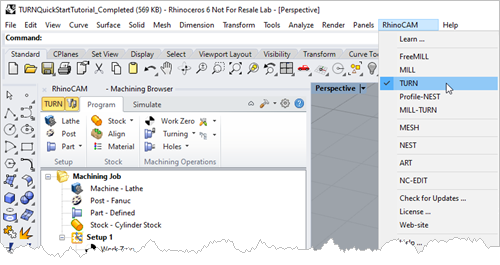 TURNQuickStartTutorial_Completed (569 KB) - Rhinoceros 6 Not For Resale Lab - [Perspective]
File Edit View Curve Surface Solid Mesh Dimension Transform Tools Analyze Render Panels RhinoCAM Help
Command:
Standard CPlanes Set View Display Select Viewport Layout Visibility Transform Curve
RhinoCAM - Machining Browser
TURN Program Simulate
Lathe Stock Work Zero
Post Align Turning
Part Material Holes
Setup Stock Machining Operations
Machining Job
Machine - Lathe
Post - Fanuc
Part - Defined
Stock - Cylinder Stock
Setup 1
Perspective
Learn ...
FreeMILL
MILL
TURN
Profile-NEST
MILL-TURN
MESH
NEST
ART
NC-EDIT
Check for Updates ...
License ...
Web-site